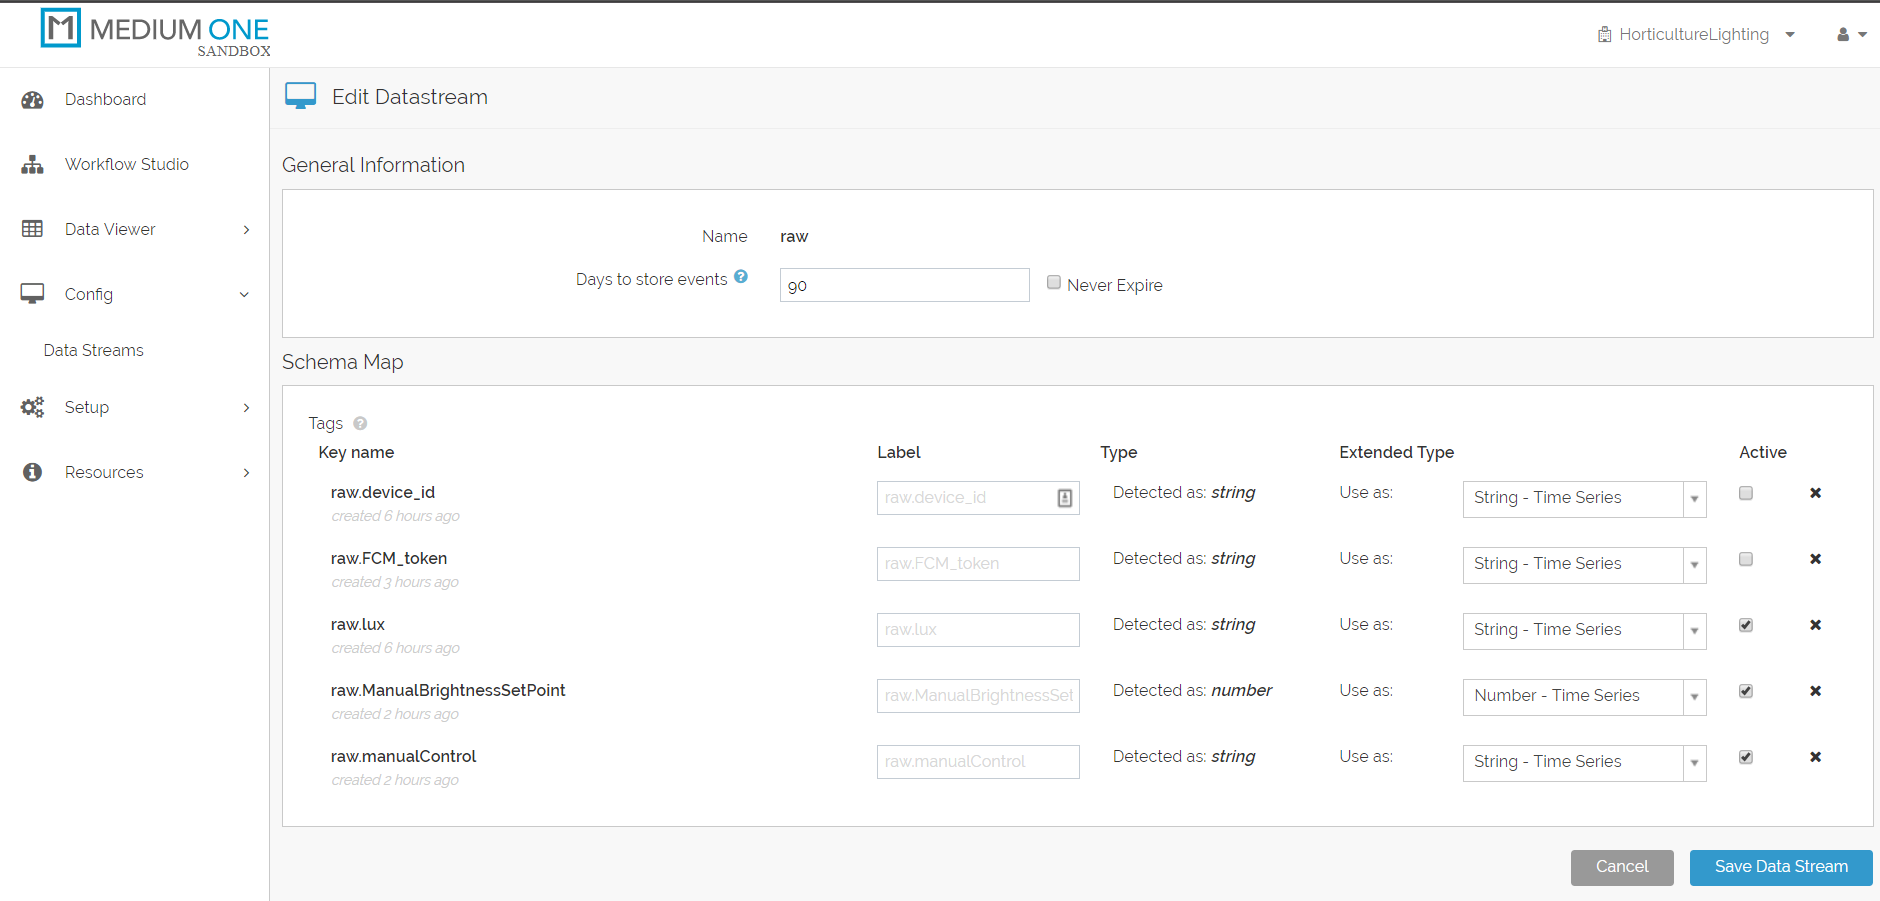 MEDIUM ONE
SANDBOX
HorticultureLighting
Dashboard
Workflow Studio
Data Viewer
Config
Data Streams
Setup
Resources
Edit Datastream
General Information
Name raw
Days to store events ? 90 Never Expire
Schema Map
Tags ?
Key name Label Type Extended Type Active
raw.device_id raw.device_id Detected as: string Use as: String - Time Series
created 6 hours ago
raw.FCM_token raw.FCM_token Detected as: string Use as: String - Time Series
created 3 hours ago
raw.lux raw.lux Detected as: string Use as: String - Time Series
created 6 hours ago
raw.ManualBrightnessSetPoint raw.ManualBrightnessSet Detected as: number Use as: Number - Time Series
created 2 hours ago
raw.manualControl raw.manualControl Detected as: string Use as: String - Time Series
created 2 hours ago
Cancel Save Data Stream